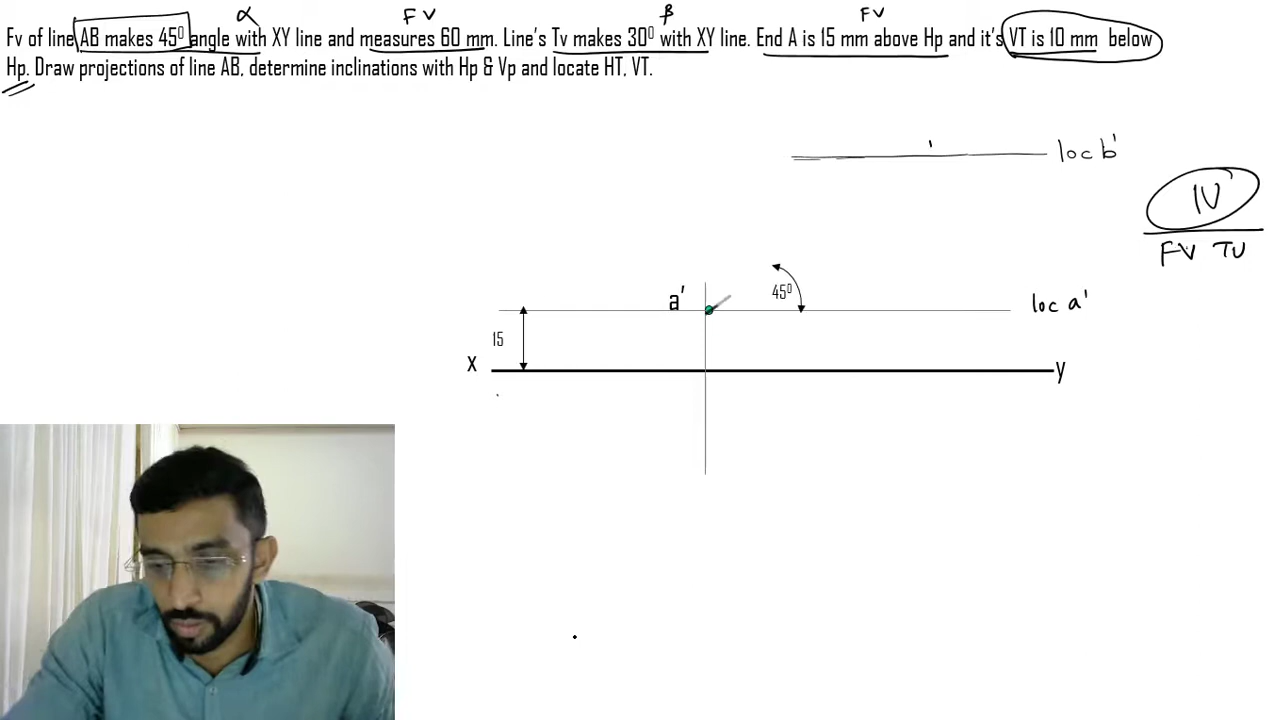 α FV β FV
Fv of line AB makes 45⁰ angle with XY line and measures 60 mm. Line's Tv makes 30⁰ with XY line. End A is 15 mm above Hp and it's VT is 10 mm below
Hp. Draw projections of line AB, determine inclinations with Hp & Vp and locate HT, VT.
loc b'
IV
FV TV
a' 45⁰ loc a'
15
x y